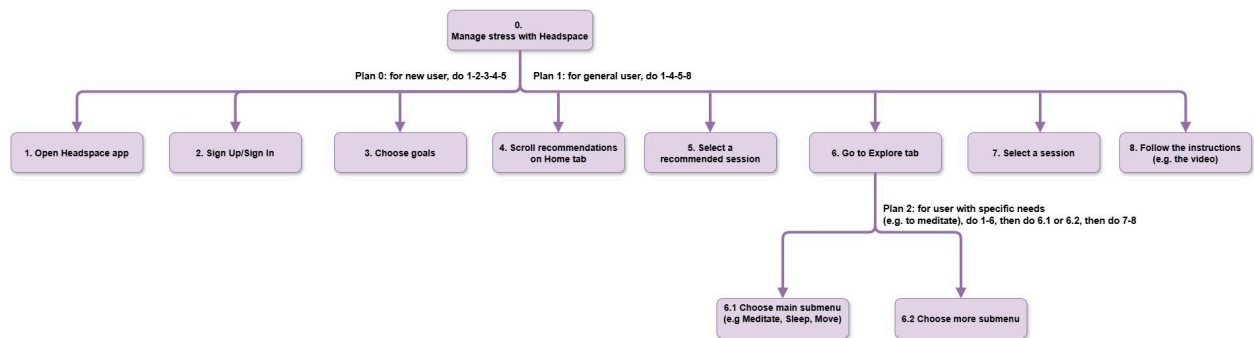 0.
Manage stress with Headspace
Plan 0: for new user, do 1-2-3-4-5
Plan 1: for general user, do 1-4-5-8
1. Open Headspace app
2. Sign Up/Sign In
3. Choose goals
4. Scroll recommendations
on Home tab
5. Select a
recommended session
6. Go to Explore tab
7. Select a session
8. Follow the instructions
(e.g. the video)
Plan 2: for user with specific needs
(e.g. to meditate), do 1-6, then do 6.1 or 6.2, then do 7-8
6.1 Choose main submenu
(e.g Meditate, Sleep, Move)
6.2 Choose more submenu